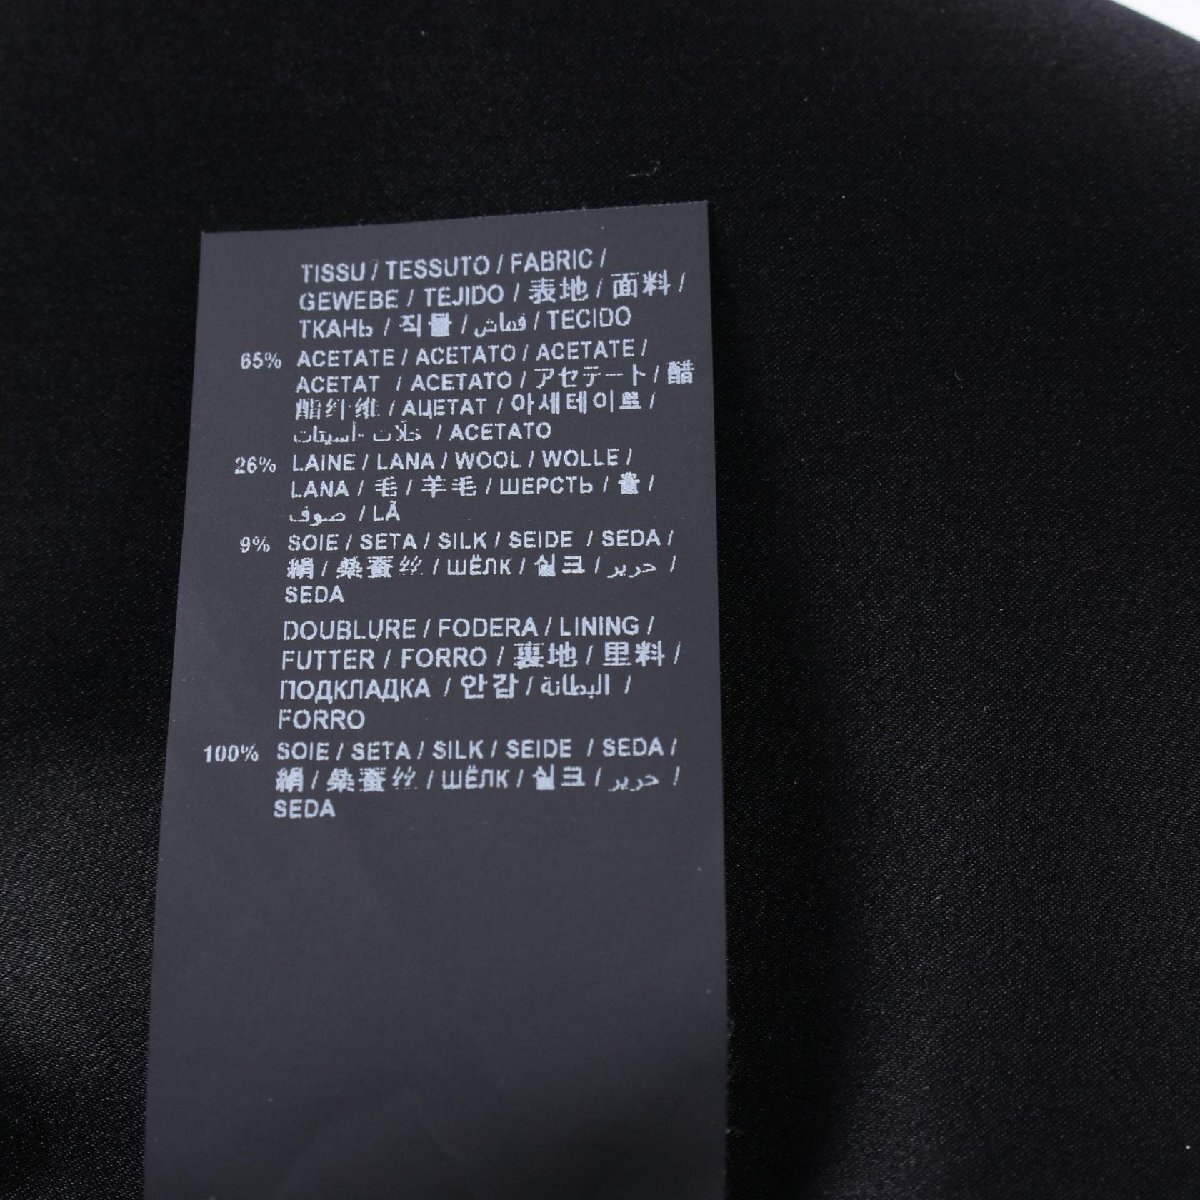 TISSU / TESSUTO / FABRIC /
GEWEBE / TEJIDO / 表地 / 面料 /
ТКАНЬ / 직물 / قماش / TECIDO
65% ACETATE / ACETATO / ACETATE /
ACETAT / ACETATO / アセテート / 醋
酯纤维 / АЦЕТАТ / 아세테이트 /
خلات -أسيتات / ACETATO
26% LAINE / LANA / WOOL / WOLLE /
LANA / 毛 / 羊毛 / ШЕРСТЬ / 울 /
صوف / LÃ
9% SOIE / SETA / SILK / SEIDE / SEDA /
絹 / 桑蚕丝 / ШЁЛК / 실크 / حرير /
SEDA
DOUBLURE / FODERA / LINING /
FUTTER / FORRO / 裏地 / 里料 /
ПОДКЛАДКА / 안감 / البطانة /
FORRO
100% SOIE / SETA / SILK / SEIDE / SEDA /
絹 / 桑蚕丝 / ШЁЛК / 실크 / حرير /
SEDA